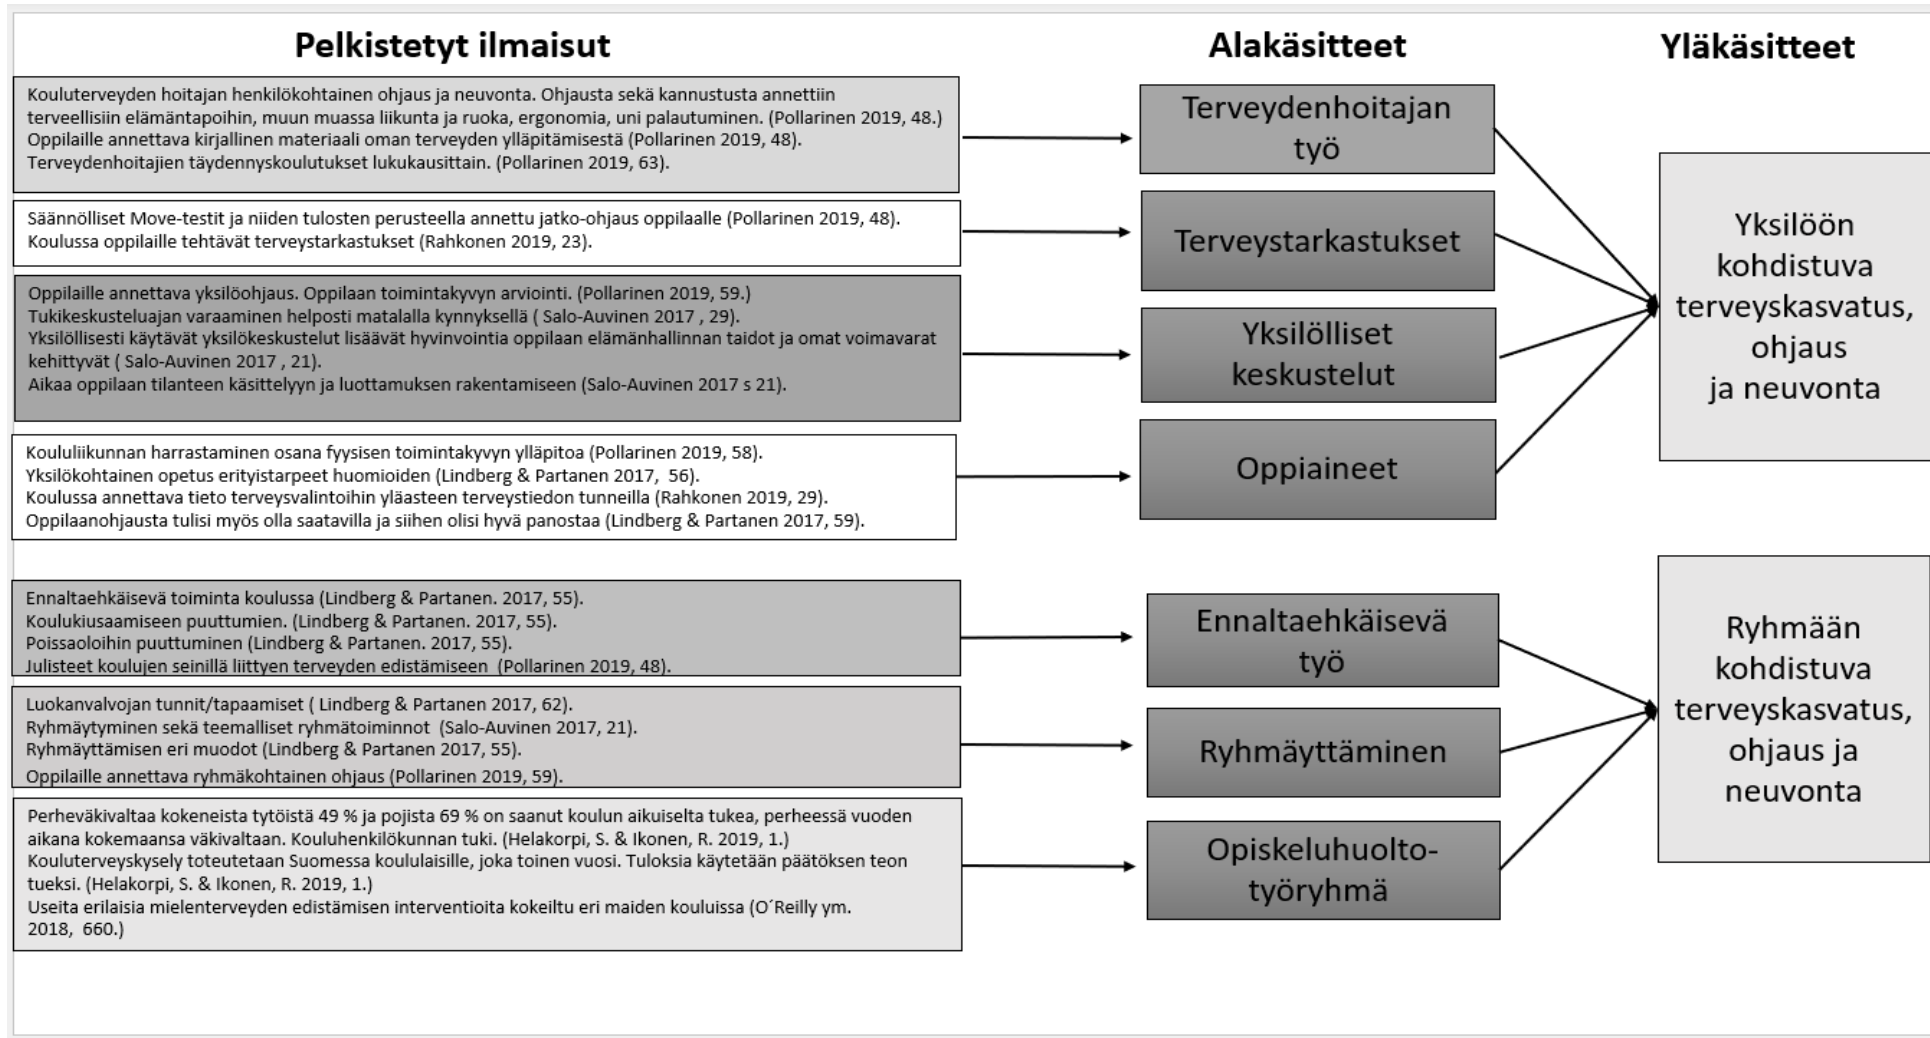 Pelkistetyt ilmaisut
Alakäsitteet
Yläkäsitteet
Kouluterveyden hoitajan henkilökohtainen ohjaus ja neuvonta. Ohjausta sekä kannustusta annettiin
terveellisiin elämäntapoihin, muun muassa liikunta ja ruoka, ergonomia, uni palautuminen. (Pollarinen 2019, 48.)
Oppilaille annettava kirjallinen materiaali oman terveyden ylläpitämisestä (Pollarinen 2019, 48).
Terveydenhoitajien täydennyskoulutukset lukukausittain. (Pollarinen 2019, 63).
Terveydenhoitajan
työ
Säännölliset Move-testit ja niiden tulosten perusteella annettu jatko-ohjaus oppilaalle (Pollarinen 2019, 48).
Koulussa oppilaille tehtävät terveystarkastukset (Rahkonen 2019, 23).
Terveystarkastukset
Oppilaille annettava yksilöohjaus. Oppilaan toimintakyvyn arviointi. (Pollarinen 2019, 59.)
Tukikeskusteluajan varaaminen helposti matalalla kynnyksellä ( Salo-Auvinen 2017 , 29).
Yksilöllisesti käytävät yksilökeskustelut lisäävät hyvinvointia oppilaan elämänhallinnan taidot ja omat voimavarat
kehittyvät ( Salo-Auvinen 2017 , 21).
Aikaa oppilaan tilanteen käsittelyyn ja luottamuksen rakentamiseen (Salo-Auvinen 2017 s 21).
Yksilölliset
keskustelut
Koululiikunnan harrastaminen osana fyysisen toimintakyvyn ylläpitoa (Pollarinen 2019, 58).
Yksilökohtainen opetus erityistarpeet huomioiden (Lindberg & Partanen 2017,  56).
Koulussa annettava tieto terveysvalintoihin yläasteen terveystiedon tunneilla (Rahkonen 2019, 29).
Oppilaanohjausta tulisi myös olla saatavilla ja siihen olisi hyvä panostaa (Lindberg & Partanen 2017, 59).
Oppiaineet
Yksilöön
kohdistuva
terveyskasvatus,
ohjaus
ja neuvonta
Ennaltaehkäisevä toiminta koulussa (Lindberg & Partanen. 2017, 55).
Koulukiusaamiseen puuttumien. (Lindberg & Partanen. 2017, 55).
Poissaoloihin puuttuminen (Lindberg & Partanen. 2017, 55).
Julisteet koulujen seinillä liittyen terveyden edistämiseen  (Pollarinen 2019, 48).
Ennaltaehkäisevä
työ
Luokanvalvojan tunnit/tapaamiset ( Lindberg & Partanen 2017, 62).
Ryhmäytyminen sekä teemalliset ryhmätoiminnot  (Salo-Auvinen 2017, 21).
Ryhmäyttämisen eri muodot (Lindberg & Partanen 2017, 55).
Oppilaille annettava ryhmäkohtainen ohjaus (Pollarinen 2019, 59).
Ryhmäyttäminen
Perheväkivaltaa kokeneista tytöistä 49 % ja pojista 69 % on saanut koulun aikuiselta tukea, perheessä vuoden
aikana kokemaansa väkivaltaan. Kouluhenkilökunnan tuki. (Helakorpi, S. & Ikonen, R. 2019, 1.)
Kouluterveyskysely toteutetaan Suomessa koululaisille, joka toinen vuosi. Tuloksia käytetään päätöksen teon
tueksi. (Helakorpi, S. & Ikonen, R. 2019, 1.)
Useita erilaisia mielenterveyden edistämisen interventioita kokeiltu eri maiden kouluissa (O´Reilly ym.
2018,  660.)
Opiskeluhuolto-
työryhmä
Ryhmään
kohdistuva
terveyskasvatus,
ohjaus ja
neuvonta